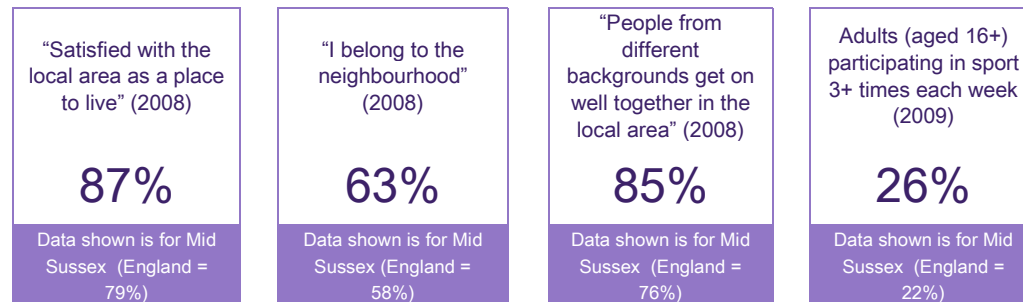 “Satisfied with the
local area as a place
to live” (2008)
87%
Data shown is for Mid
Sussex (England =
79%)
“I belong to the
neighbourhood”
(2008)
63%
Data shown is for Mid
Sussex (England =
58%)
“People from
different
backgrounds get on
well together in the
local area” (2008)
85%
Data shown is for Mid
Sussex (England =
76%)
Adults (aged 16+)
participating in sport
3+ times each week
(2009)
26%
Data shown is for Mid
Sussex (England =
22%)